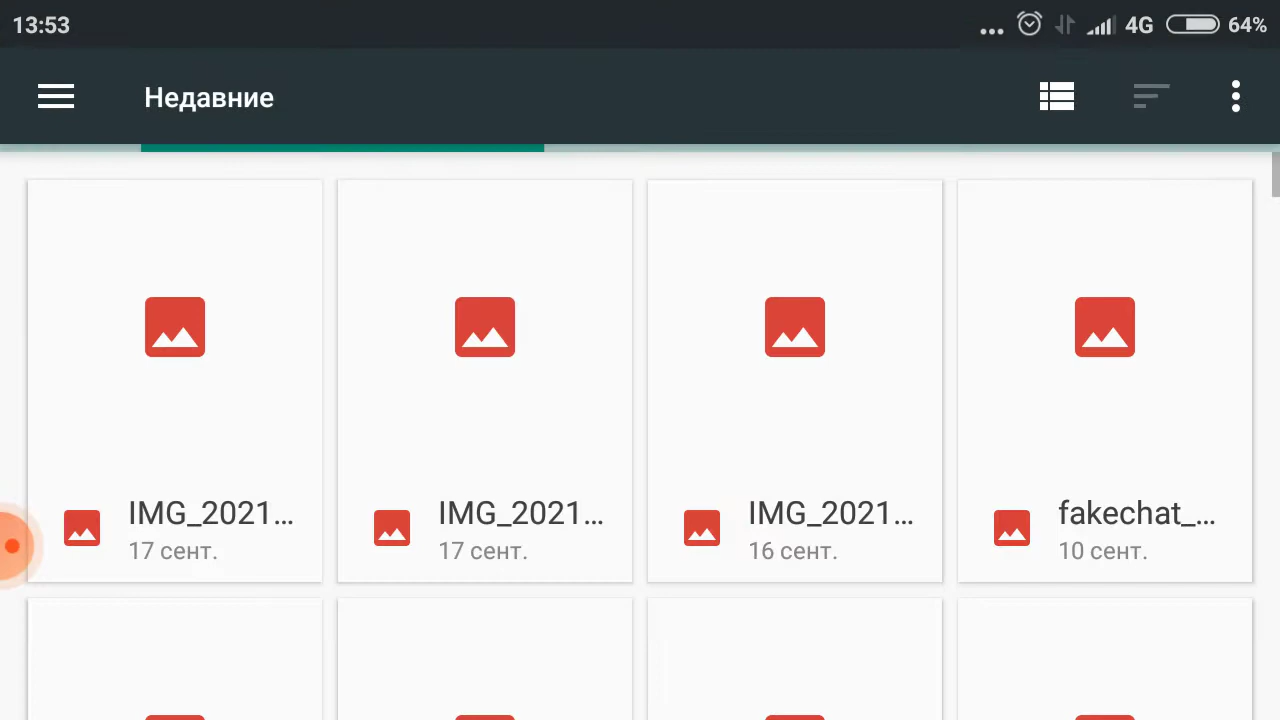 13:53
... 4G 64%
Недавние
IMG_2021...
17 сент.
IMG_2021...
17 сент.
IMG_2021...
16 сент.
fakechat_...
10 сент.